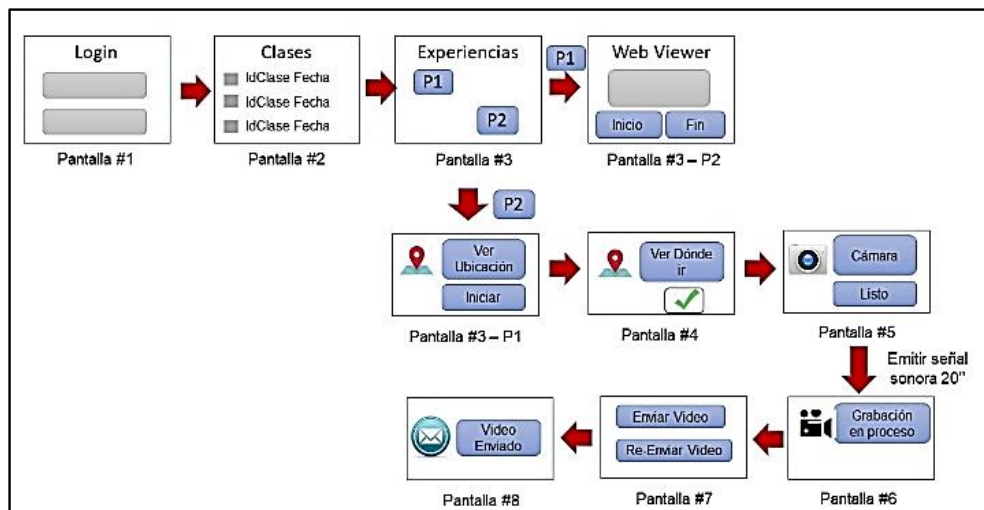 Login
Pantalla #1
Clases
IdClase Fecha
IdClase Fecha
IdClase Fecha
Pantalla #2
Experiencias
P1
P2
Pantalla #3
P1
Web Viewer
Inicio
Fin
Pantalla #3 – P2
P2
Ver
Ubicación
Iniciar
Pantalla #3 – P1
Ver Dónde
ir
Pantalla #4
Cámara
Listo
Pantalla #5
Emitir señal
sonora 20"
Grabación
en proceso
Pantalla #6
Enviar Video
Re-Enviar Video
Pantalla #7
Video
Enviado
Pantalla #8